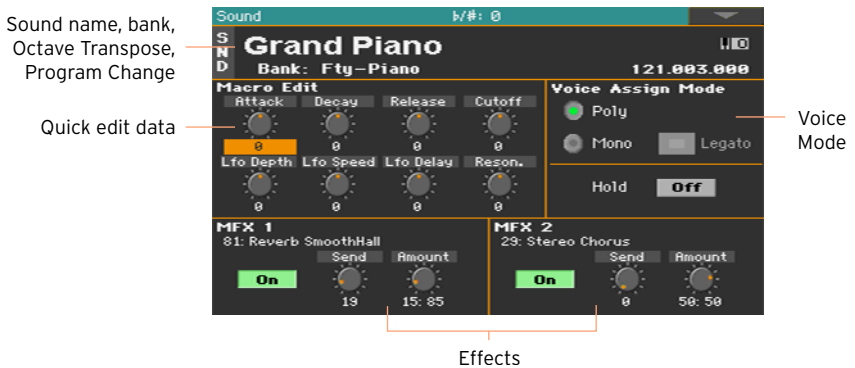 Sound name, bank,
Octave Transpose,
Program Change
Sound ♭/#: 0
SND
Grand Piano
Bank: Fty-Piano 121.003.000
Macro Edit
Attack Decay Release Cutoff
0 0 0 0
Lfo Depth Lfo Speed Lfo Delay Reson.
0 0 0 0
Quick edit data
Voice Assign Mode
Poly
Mono Legato
Hold Off
Voice
Mode
MFX 1
81: Reverb SmoothHall
Send Amount
On
19 15: 85
MFX 2
29: Stereo Chorus
Send Amount
On
0 50: 50
Effects